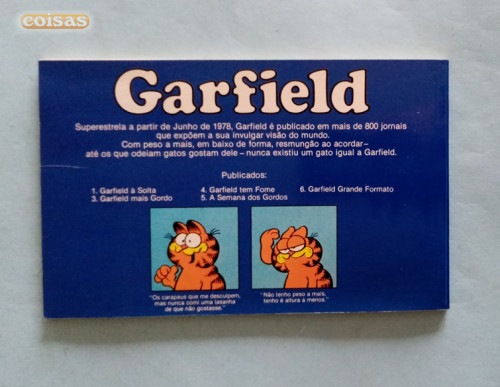 coisas
Garfield
Superestrela a partir de Junho de 1978, Garfield é publicado em mais de 800 jornais
que expõem a sua invulgar visão do mundo.
Com peso a mais, em baixo de forma, resmungão ao acordar–
até os que odeiam gatos gostam dele – nunca existiu um gato igual a Garfield.
Publicados:
1. Garfield à Solta
3. Garfield mais Gordo
4. Garfield tem Fome
5. A Semana dos Gordos
6. Garfield Grande Formato
"Os carapaus que me desculpem,
mas nunca comi uma lasanha
de que não gostasse."
"Não tenho peso a mais,
tenho é altura a menos."